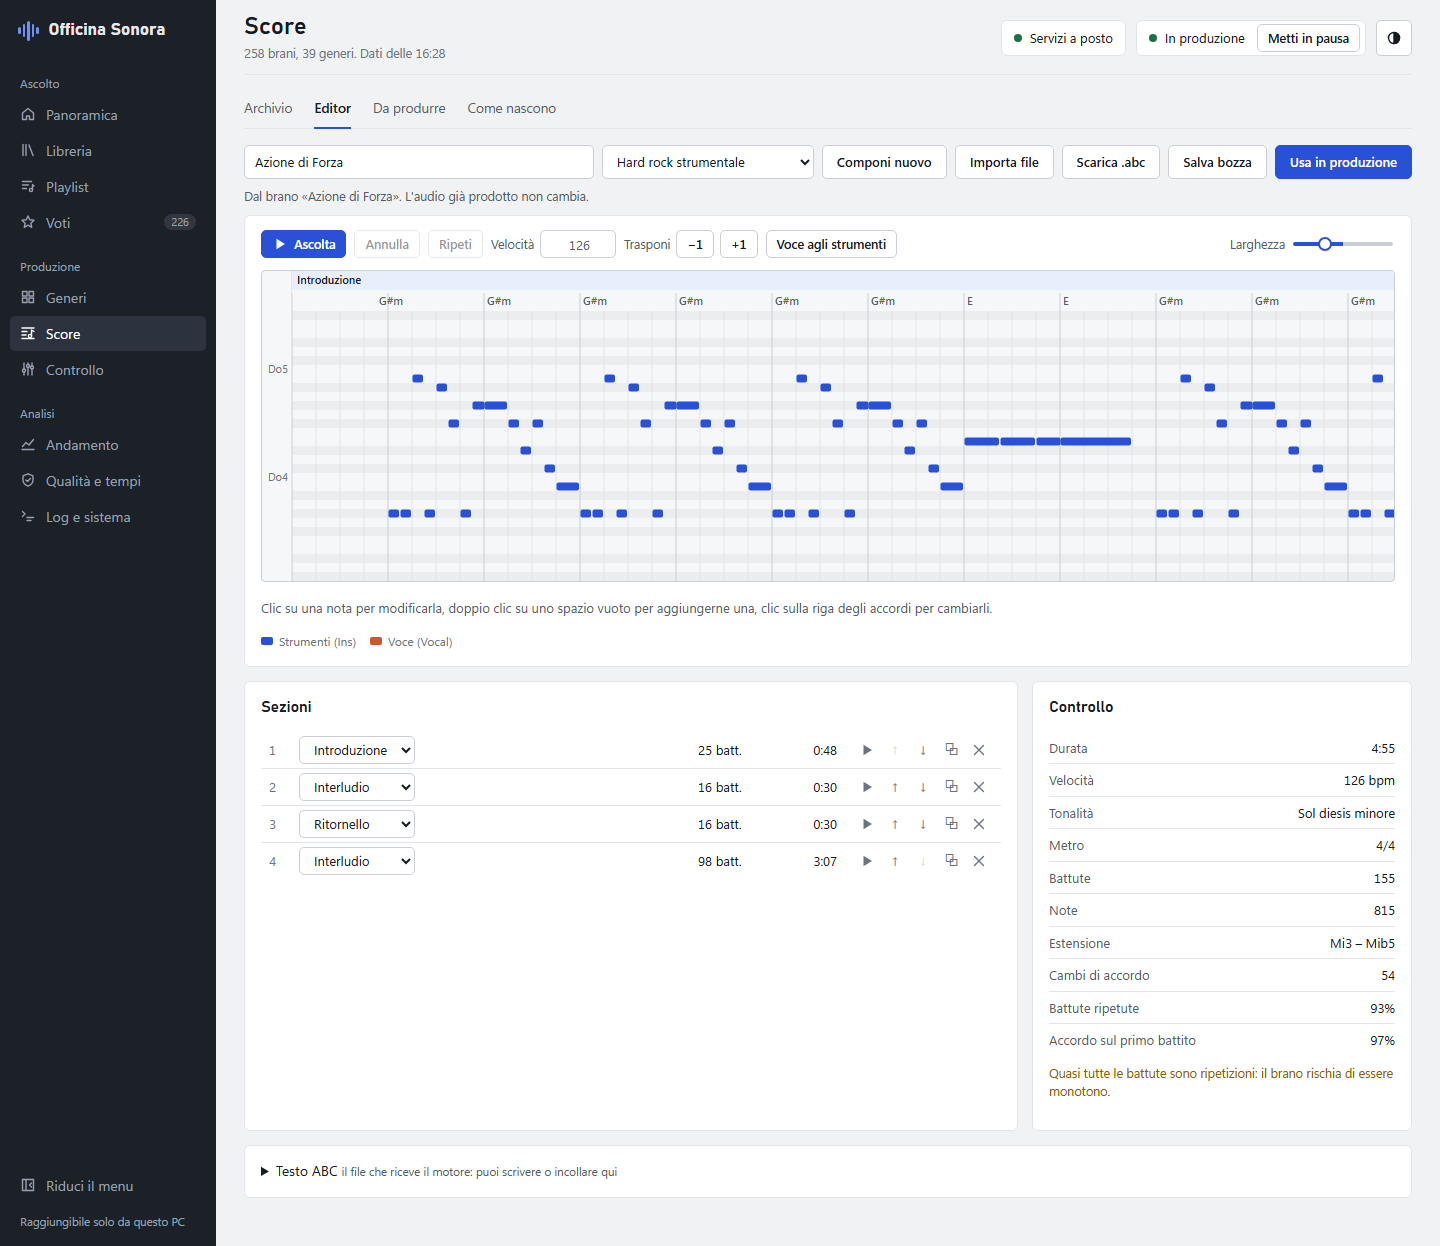 Officina Sonora
Ascolto
Panoramica
Libreria
Playlist
Voti 226
Produzione
Generi
Score
Controllo
Analisi
Andamento
Qualità e tempi
Log e sistema
Riduci il menu
Raggiungibile solo da questo PC
Score
258 brani, 39 generi. Dati delle 16:28
Servizi a posto
In produzione Metti in pausa
Archivio Editor Da produrre Come nascono
Azione di Forza Hard rock strumentale Componi nuovo Importa file Scarica .abc Salva bozza Usa in produzione
Dal brano «Azione di Forza». L'audio già prodotto non cambia.
Ascolta Annulla Ripeti Velocità 126 Trasponi −1 +1 Voce agli strumenti Larghezza
Introduzione
G#m G#m G#m G#m G#m G#m E E G#m G#m G#m
Do5
Do4
Clic su una nota per modificarla, doppio clic su uno spazio vuoto per aggiungerne una, clic sulla riga degli accordi per cambiarli.
Strumenti (Ins) Voce (Vocal)
Sezioni
1 Introduzione 25 batt. 0:48
2 Interludio 16 batt. 0:30
3 Ritornello 16 batt. 0:30
4 Interludio 98 batt. 3:07
Controllo
Durata 4:55
Velocità 126 bpm
Tonalità Sol diesis minore
Metro 4/4
Battute 155
Note 815
Estensione Mi3 – Mib5
Cambi di accordo 54
Battute ripetute 93%
Accordo sul primo battito 97%
Quasi tutte le battute sono ripetizioni: il brano rischia di essere
monotono.
Testo ABC il file che riceve il motore: puoi scrivere o incollare qui